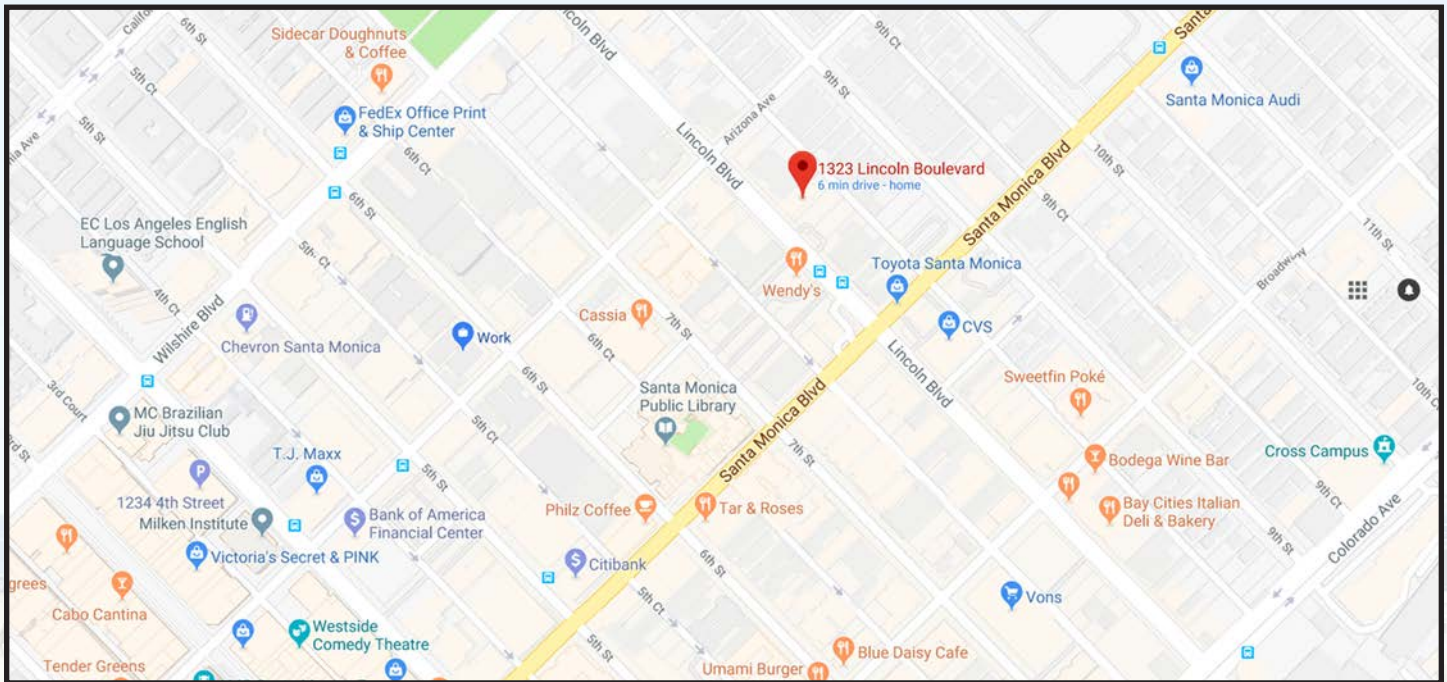 Califo
6th St
Sidecar Doughnuts
& Coffee
incoln Blvd
9th Ct
Santa
5th Ct
9th St
Santa Monica Audi
FedEx Office Print
& Ship Center
Arizona Ave
5th St
nia Ave
6th Ct
Lincoln Blvd
1323 Lincoln Boulevard
6 min drive - home
10th St
Santa Monica Blvd
6th St
9th Ct
EC Los Angeles English
Language School
11th St
5th Ct
Toyota Santa Monica
Broadway
4th Ct
Wendy's
Wilshire Blvd
Cassia
7th St
CVS
Chevron Santa Monica
Work
6th Ct
Lincoln Blvd
6th St
Sweetfin Poké
3rd Court
Santa Monica
Public Library
10th Ct
MC Brazilian
Jiu Jitsu Club
5th Ct
Santa Monica Blvd
3rd St
7th St
Cross Campus
T.J. Maxx
Bodega Wine Bar
P
1234 4th Street
5th St
9th Ct
Milken Institute
Bank of America
Financial Center
Philz Coffee
Tar & Roses
Bay Cities Italian
Deli & Bakery
Colorado Ave
Victoria's Secret & PINK
Citibank
6th St
9th St
grees
Cabo Cantina
5th Ct
Vons
Westside
Comedy Theatre
5th St
Blue Daisy Cafe
Tender Greens
Umami Burger